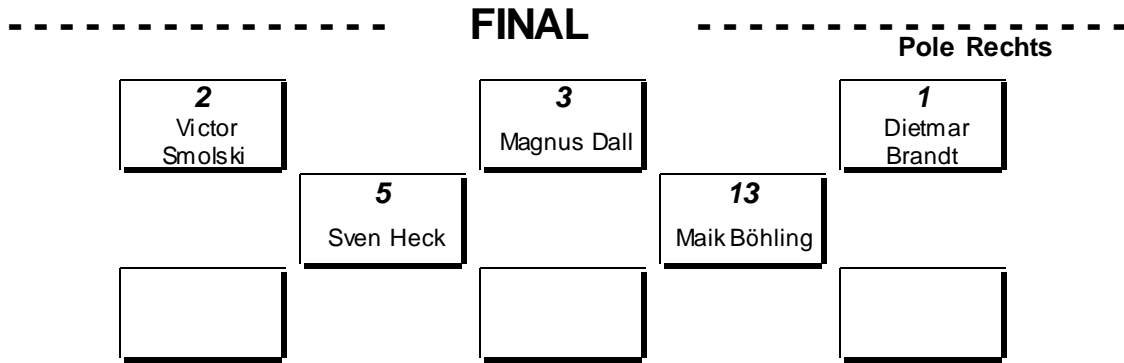 FINAL
Pole Rechts
2
Victor
Smolski
3
Magnus Dall
1
Dietmar
Brandt
5
Sven Heck
13
Maik Böhling